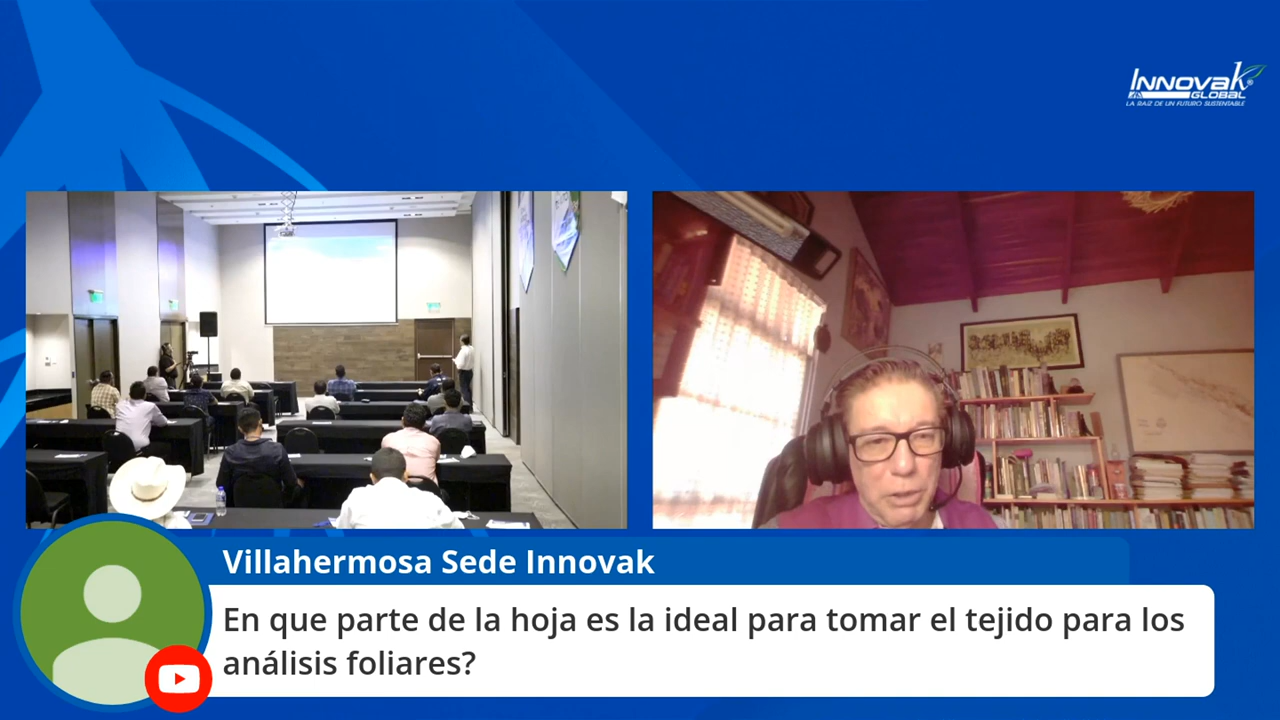 Innovak
GLOBAL
LA RAÍZ DE UN FUTURO SUSTENTABLE
Villahermosa Sede Innovak
En que parte de la hoja es la ideal para tomar el tejido para los
análisis foliares?